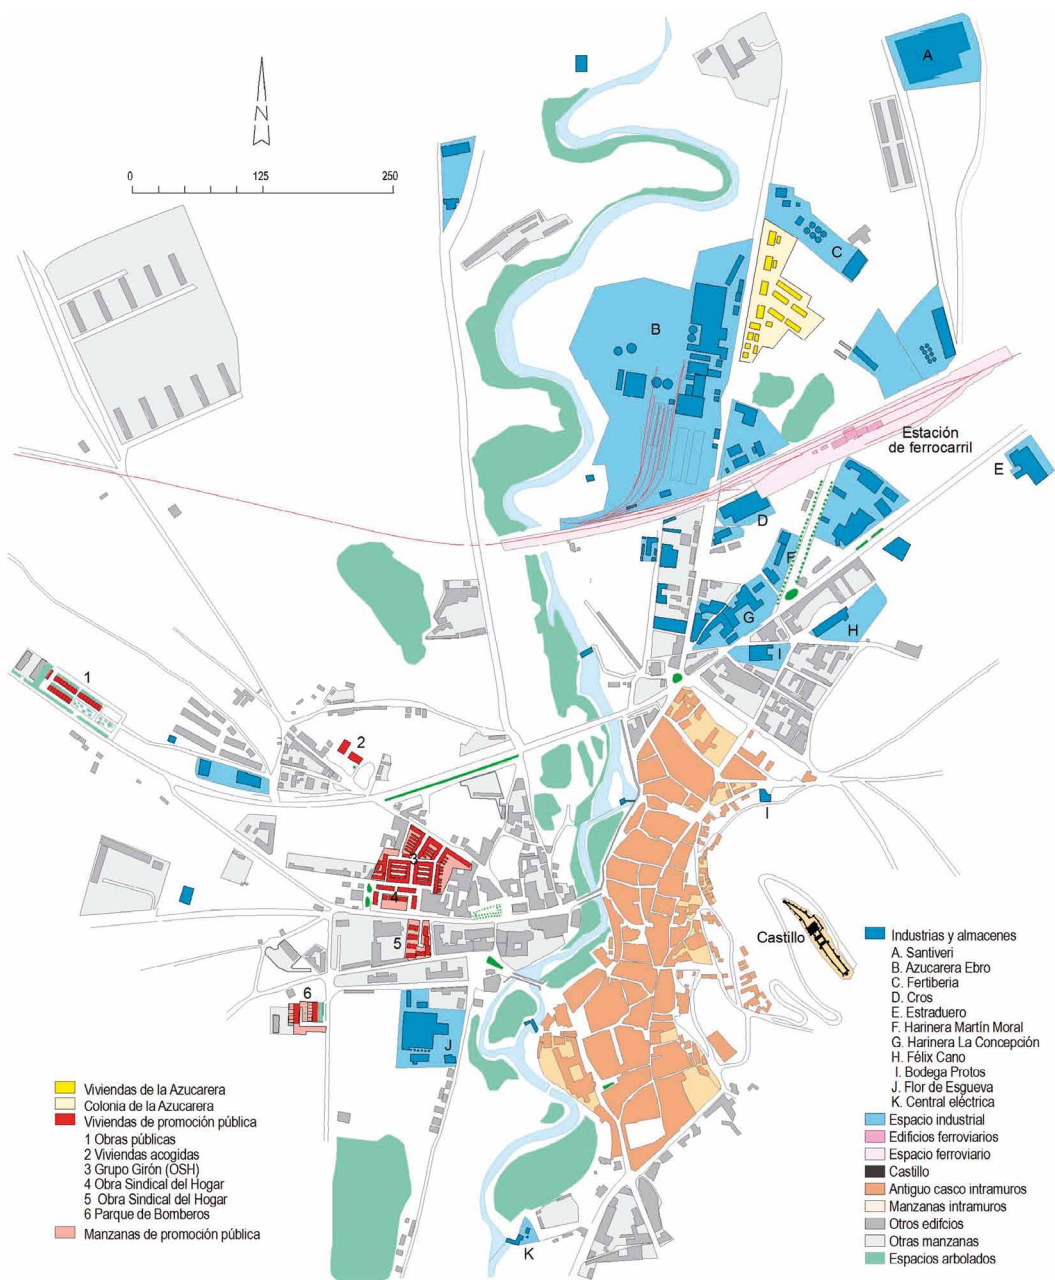 A
N
0
125
250
C
B
Estación
de ferrocarril
E
D
F
G
H
I
1
2
I
3
4
5
Castillo
6
J
K
Industrias y almacenes
A. Santiveri
B. Azucarera Ebro
C. Fertiberia
D. Cros
E. Estraduero
F. Harinera Martín Moral
G. Harinera La Concepción
H. Félix Cano
I. Bodega Protos
J. Flor de Esgueva
K. Central eléctrica
Espacio industrial
Edificios ferroviarios
Espacio ferroviario
Castillo
Antiguo casco intramuros
Manzanas intramuros
Otros edifcios
Otras manzanas
Espacios arbolados
Viviendas de la Azucarera
Colonia de la Azucarera
Viviendas de promoción pública
1 Obras públicas
2 Viviendas acogidas
3 Grupo Girón (OSH)
4 Obra Sindical del Hogar
5 Obra Sindical del Hogar
6 Parque de Bomberos
Manzanas de promoción pública